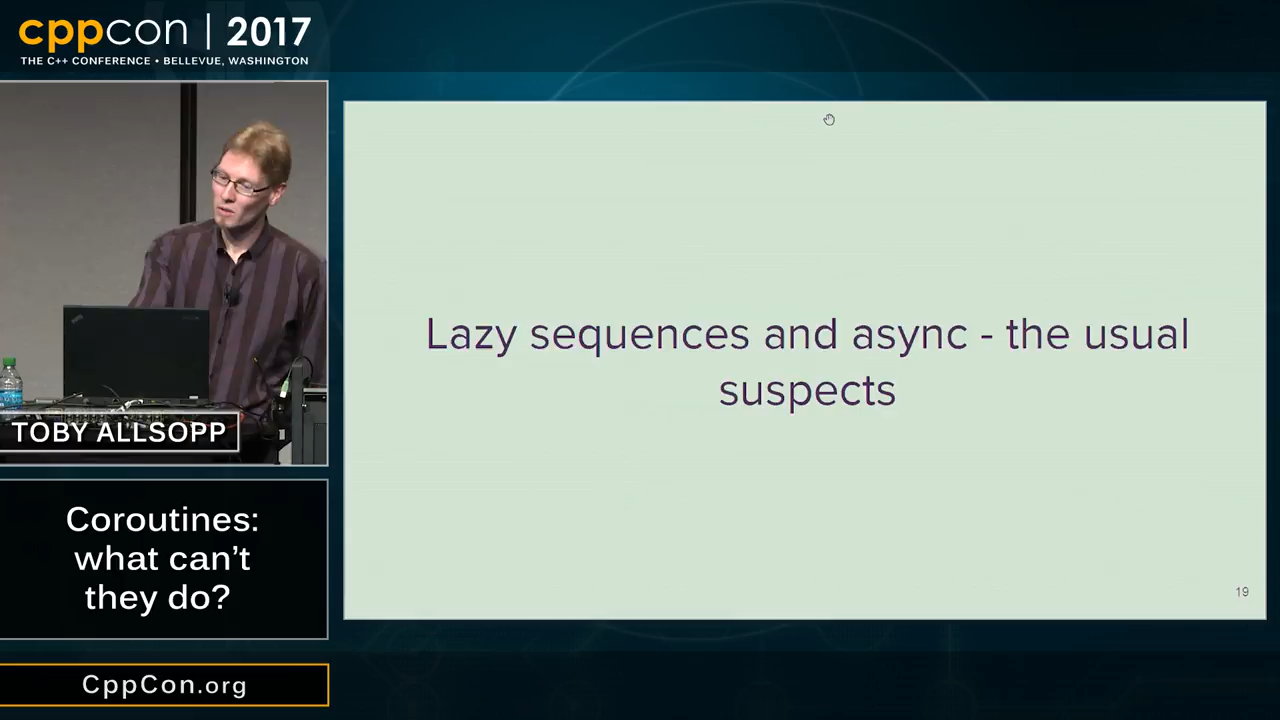 cppcon | 2017
THE C++ CONFERENCE • BELLEVUE, WASHINGTON
Lazy sequences and async - the usual
suspects
19
TOBY ALLSOPP
Coroutines:
what can't
they do?
CppCon.org